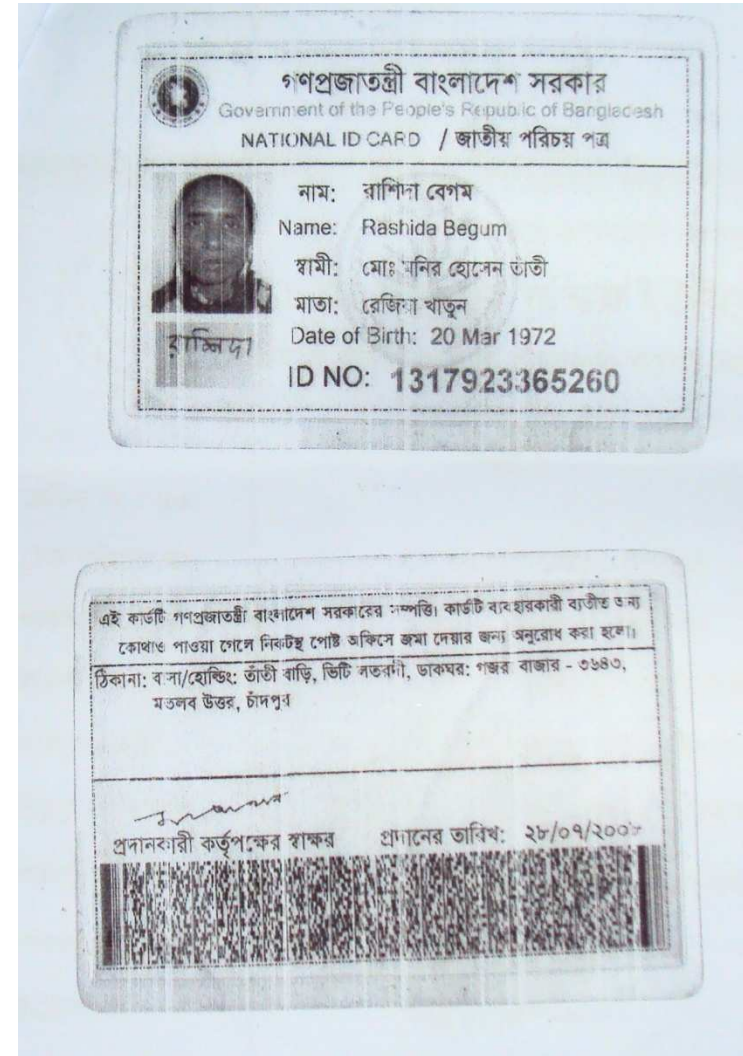 গণপ্রজাতন্ত্রী বাংলাদেশ সরকার
Government of the People's Republic of Bangladesh
NATIONAL ID CARD / জাতীয় পরিচয় পত্র
নাম: রাশিদা বেগম
Name: Rashida Begum
স্বামী: মোঃ মনির হোসেন তাঁতী
মাতা: রেজিয়া খাতুন
Date of Birth: 20 Mar 1972
রাশিদা
ID NO: 1317923365260
এই কার্ডটি গণপ্রজাতন্ত্রী বাংলাদেশ সরকারের সম্পত্তি। কার্ডটি ব্যবহারকারী ব্যতীত অন্য
কোথাও পাওয়া গেলে নিকটস্থ পোষ্ট অফিসে জমা দেয়ার জন্য অনুরোধ করা হলো।
ঠিকানা: বাসা/হোল্ডিং: তাঁতী বাড়ি, ভিটি, ডাকঘর: গজরা বাজার - ৩৬৪০,
মতলব উত্তর, চাঁদপুর
প্রদানকারী কর্তৃপক্ষের স্বাক্ষর প্রদানের তারিখ: ২৮/০৭/২০০৮